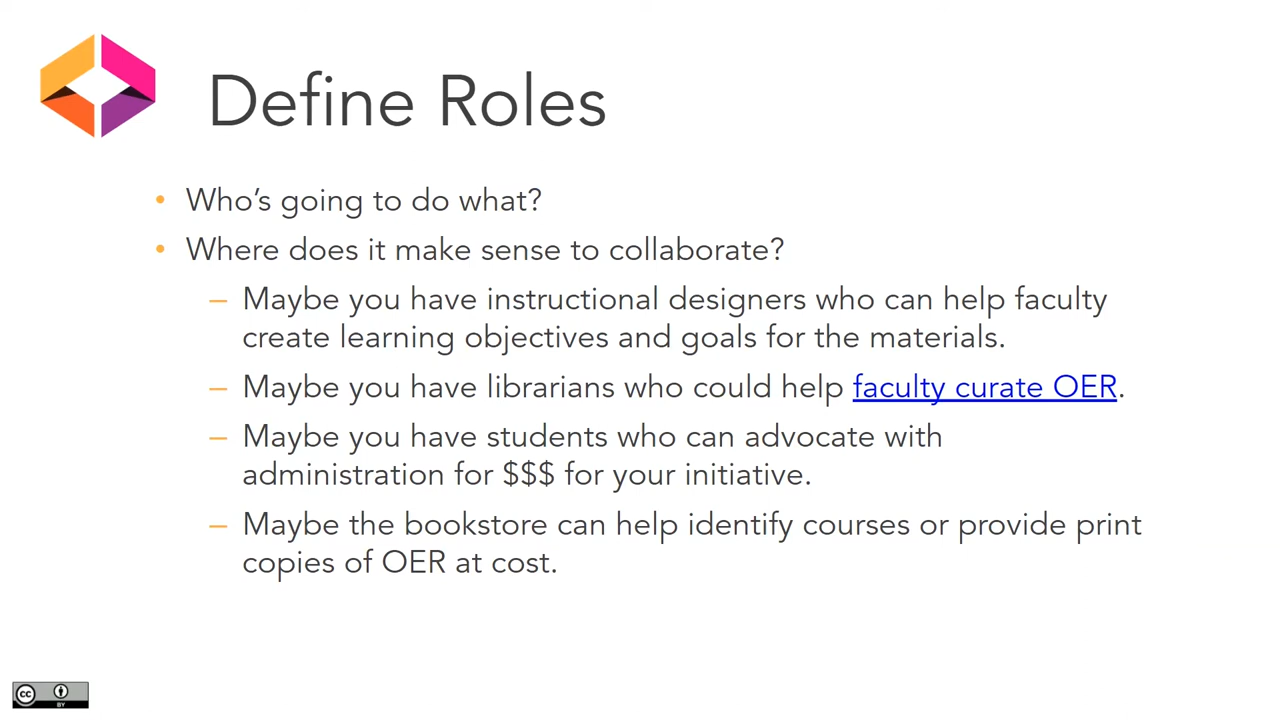 Define Roles
• Who's going to do what?
• Where does it make sense to collaborate?
– Maybe you have instructional designers who can help faculty
create learning objectives and goals for the materials.
– Maybe you have librarians who could help faculty curate OER.
– Maybe you have students who can advocate with
administration for $$$ for your initiative.
– Maybe the bookstore can help identify courses or provide print
copies of OER at cost.
cc
BY